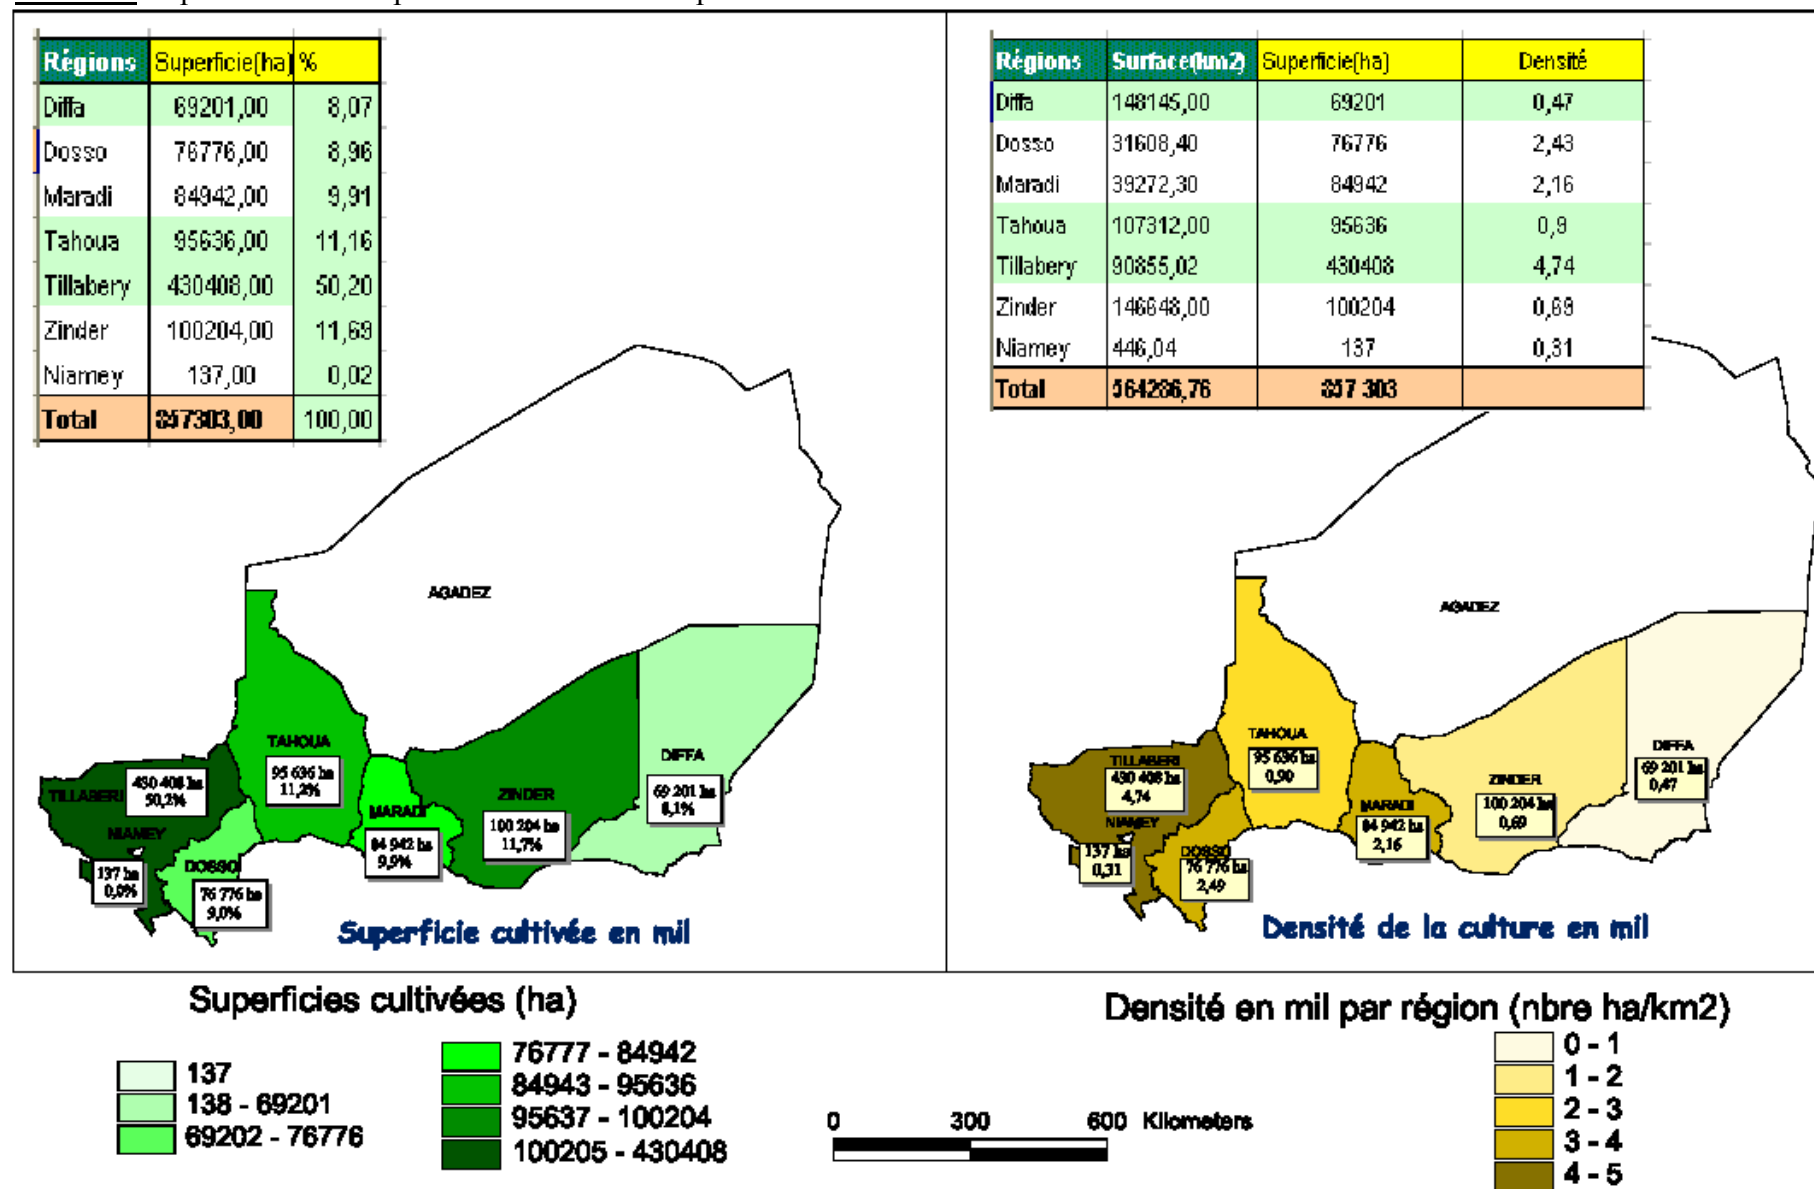 Régions Superficie(ha) %
Diffa 69201,00 8,07
Dosso 76776,00 8,96
Maradi 84942,00 9,91
Tahoua 95636,00 11,16
Tillabery 430408,00 50,20
Zinder 100204,00 11,69
Niamey 137,00 0,02
Total 857303,00 100,00
AGADEZ
TAHOUA
95 636 ha
11,2%
DIFFA
69 201 ha
8,1%
TILLABERI
430 408 ha
50,2%
MARADI
84 942 ha
9,9%
ZINDER
100 204 ha
11,7%
NIAMEY
137 ha
0,0%
DOSSO
76 776 ha
9,0%
Superficie cultivée en mil
Régions Surface(km2) Superficie(ha) Densité
Diffa 148145,00 69201 0,47
Dosso 31608,40 76776 2,43
Maradi 39272,30 84942 2,16
Tahoua 107312,00 95636 0,9
Tillabery 90855,02 430408 4,74
Zinder 146648,00 100204 0,69
Niamey 446,04 137 0,31
Total 564286,76 857 303
AGADEZ
TAHOUA
95 636 ha
0,90
DIFFA
69 201 ha
0,47
TILLABERI
430 408 ha
4,74
MARADI
84 942 ha
2,16
ZINDER
100 204 ha
0,69
NIAMEY
137 ha
0,31
DOSSO
76 776 ha
2,49
Densité de la culture en mil
Superficies cultivées (ha)
137
138 - 69201
69202 - 76776
76777 - 84942
84943 - 95636
95637 - 100204
100205 - 430408
0 300 600 Kilometers
Densité en mil par région (nbre ha/km2)
0 - 1
1 - 2
2 - 3
3 - 4
4 - 5